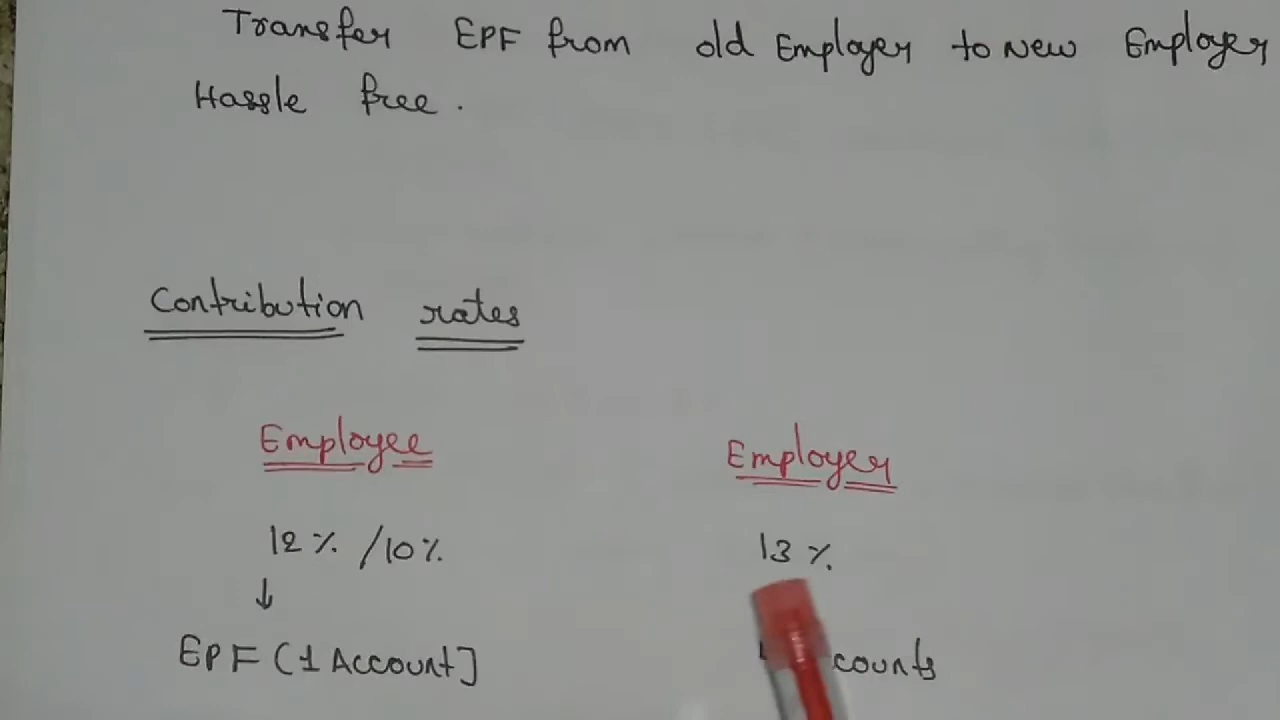 Transfer EPF from old Employer to New Employer
Hassle free.
Contribution rates
Employee Employer
12% /10% 13%
↓
EPF (1 Account] counts